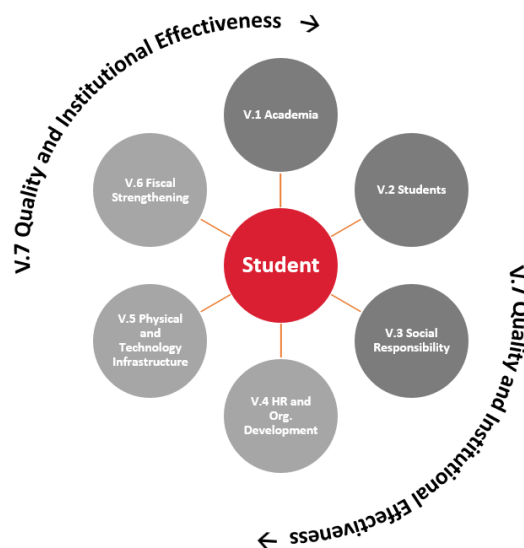 V.7 Quality and Institutional Effectiveness →
V.1 Academia
V.6 Fiscal
Strengthening
V.2 Students
Student
V.5 Physical
and
Technology
Infrastructure
V.3 Social
Responsibility
V.4 HR and
Org.
Development
V.7 Quality and Institutional Effectiveness →